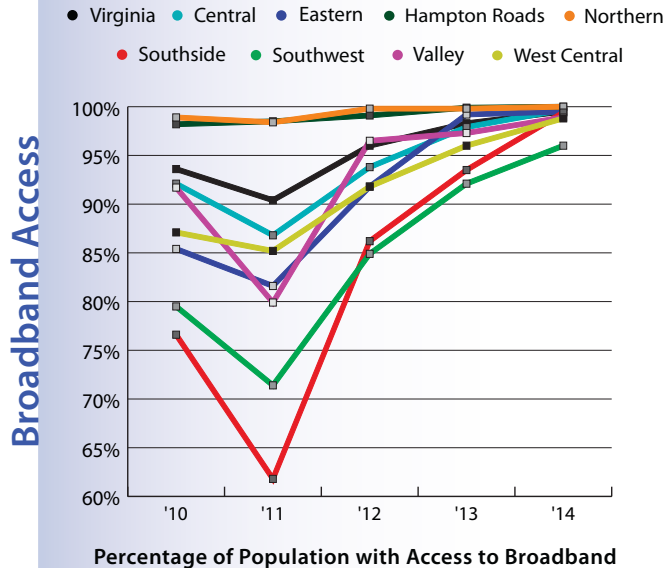 Virginia Central Eastern Hampton Roads Northern
Southside Southwest Valley West Central
Broadband Access
100%
95%
90%
85%
80%
75%
70%
65%
60%
'10 '11 '12 '13 '14
Percentage of Population with Access to Broadband